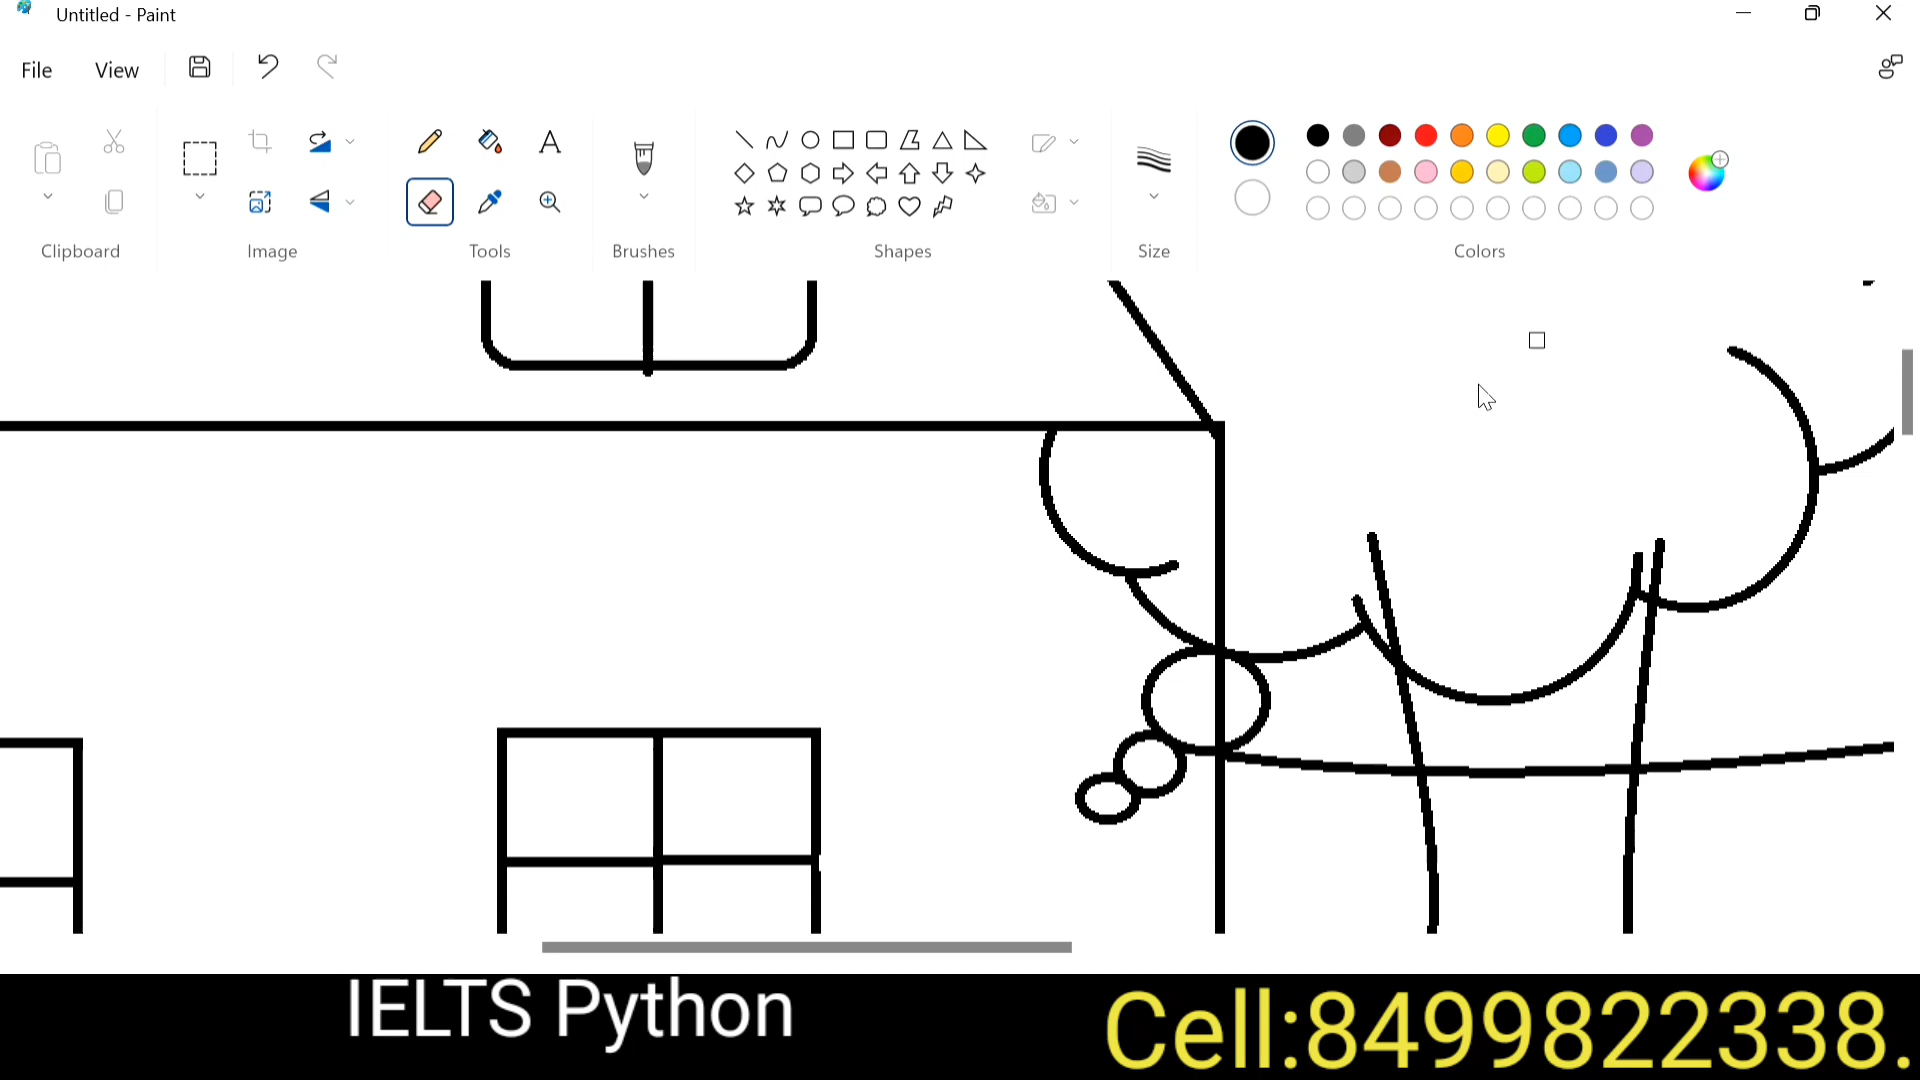 Untitled - Paint
File View
Clipboard Image Tools Brushes Shapes Size Colors
IELTS Python
Cell:8499822338.